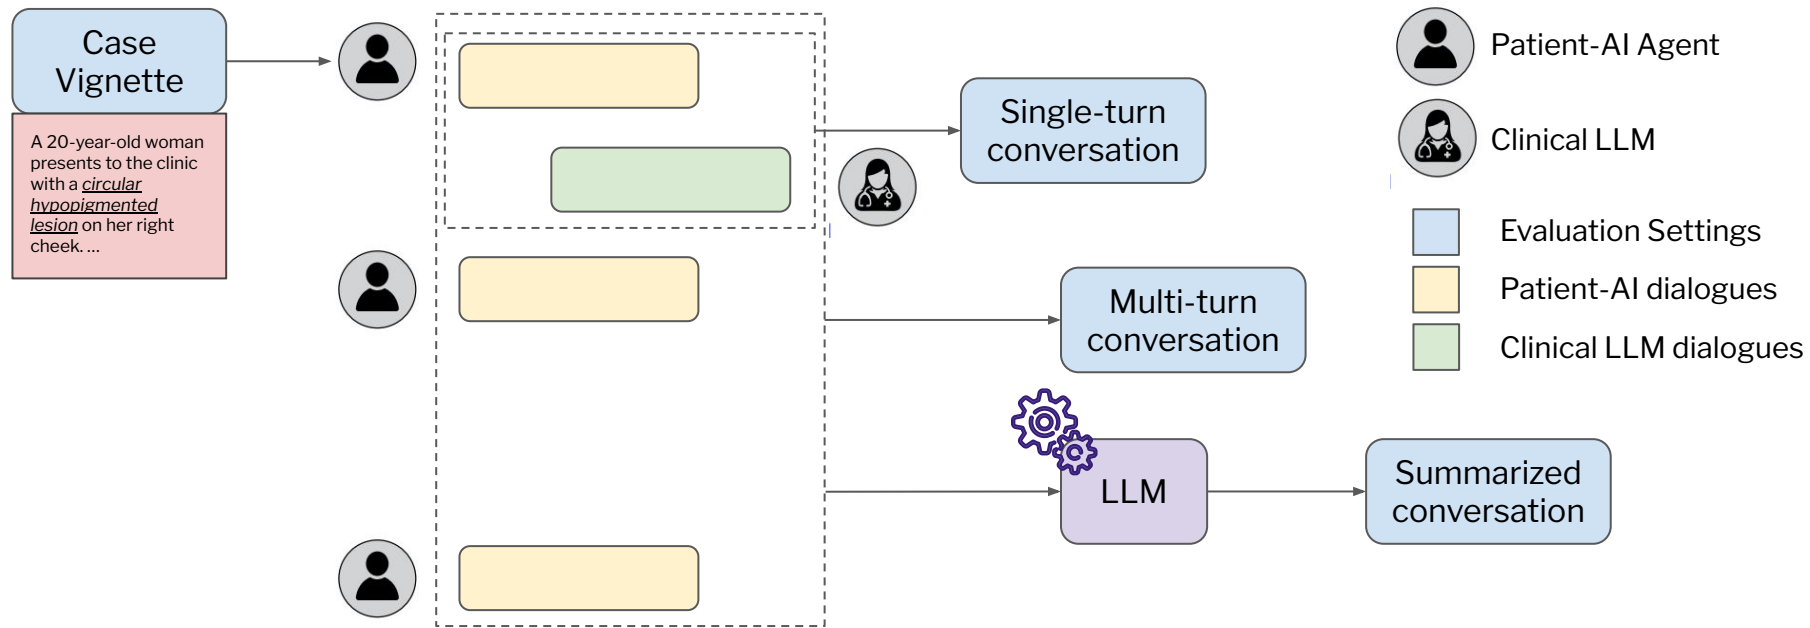 Case
Vignette
A 20-year-old woman
presents to the clinic
with a circular
hypopigmented
lesion on her right
cheek. ...
Single-turn
conversation
Multi-turn
conversation
LLM
Summarized
conversation
Patient-AI Agent
Clinical LLM
Evaluation Settings
Patient-AI dialogues
Clinical LLM dialogues